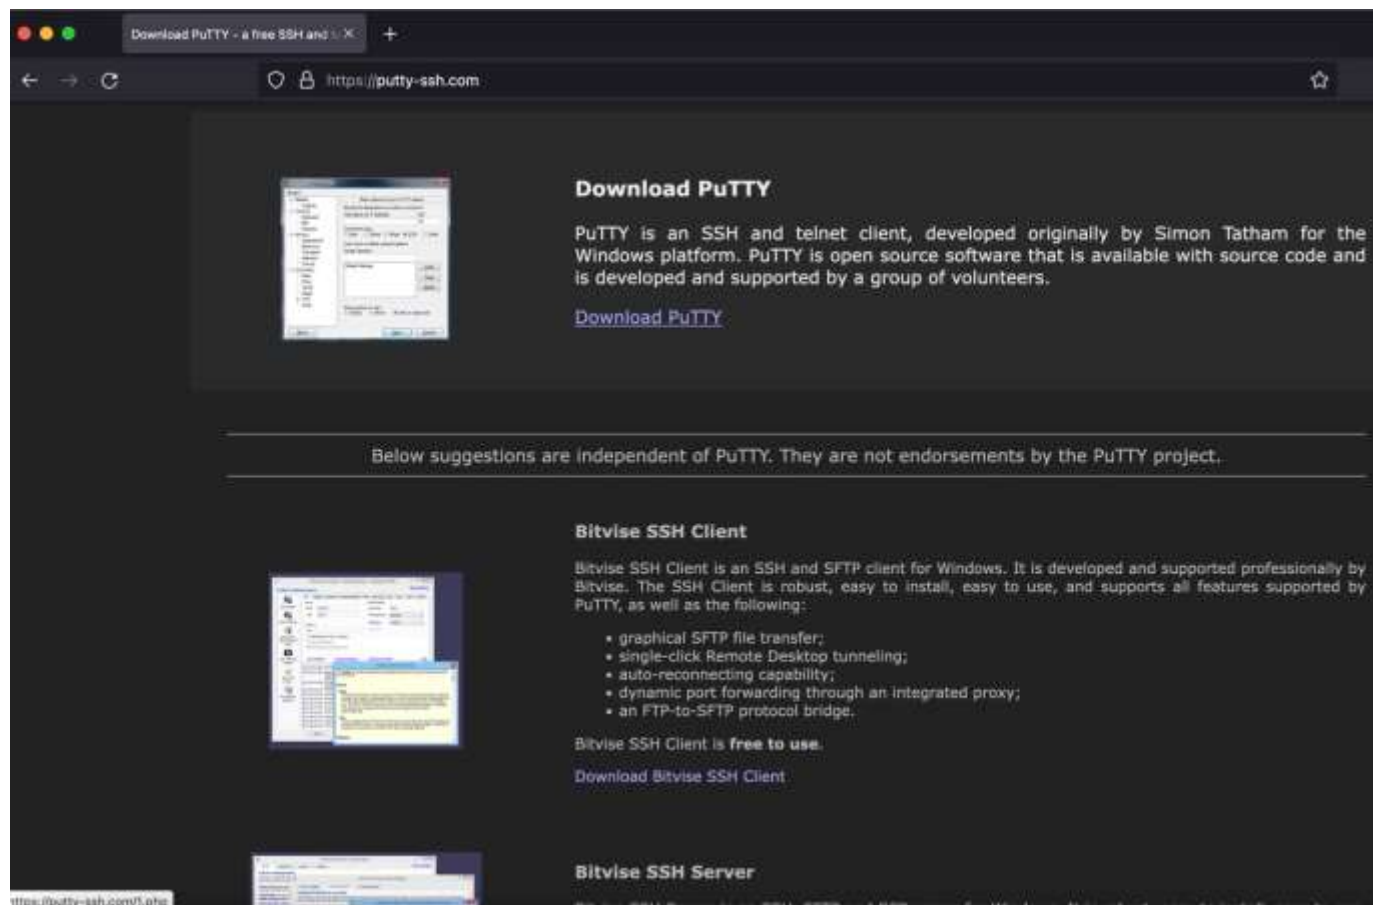 Download PuTTY - a free SSH and t
https://putty-ssh.com
Download PuTTY
PuTTY is an SSH and telnet client, developed originally by Simon Tatham for the
Windows platform. PuTTY is open source software that is available with source code and
is developed and supported by a group of volunteers.
Download PuTTY
Below suggestions are independent of PuTTY. They are not endorsements by the PuTTY project.
Bitvise SSH Client
Bitvise SSH Client is an SSH and SFTP client for Windows. It is developed and supported professionally by
Bitvise. The SSH Client is robust, easy to install, easy to use, and supports all features supported by
PuTTY, as well as the following:
• graphical SFTP file transfer;
• single-click Remote Desktop tunneling;
• auto-reconnecting capability;
• dynamic port forwarding through an integrated proxy;
• an FTP-to-SFTP protocol bridge.
Bitvise SSH Client is free to use.
Download Bitvise SSH Client
Bitvise SSH Server
https://putty-ssh.com/1.php